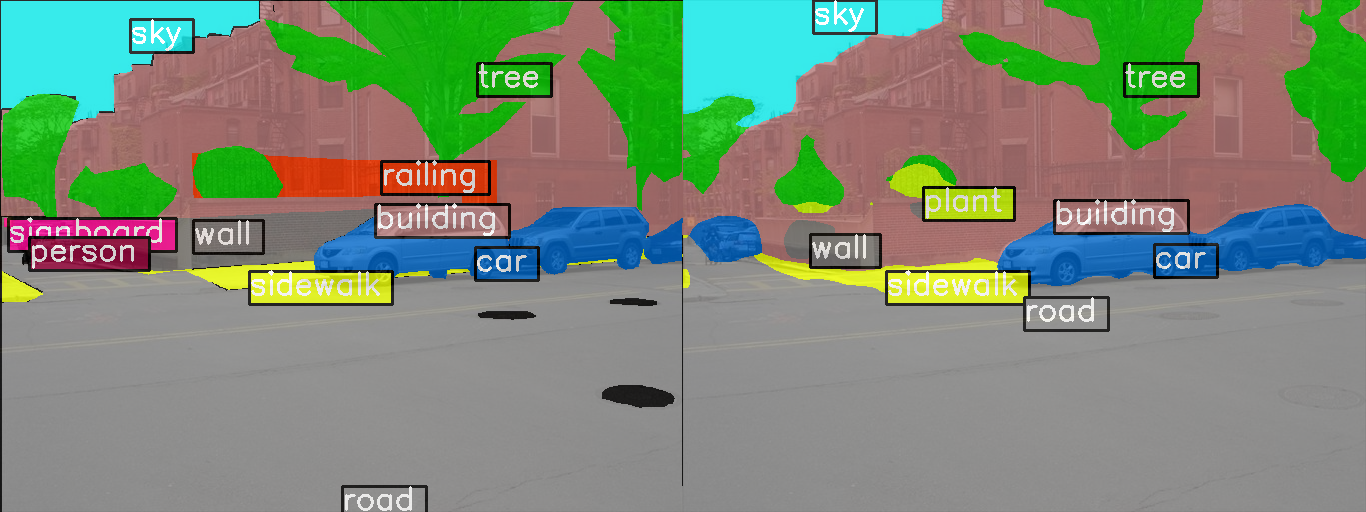 sky
tree
railing
signboard
building
wall
person
car
sidewalk
road
sky
tree
plant
building
wall
car
sidewalk
road